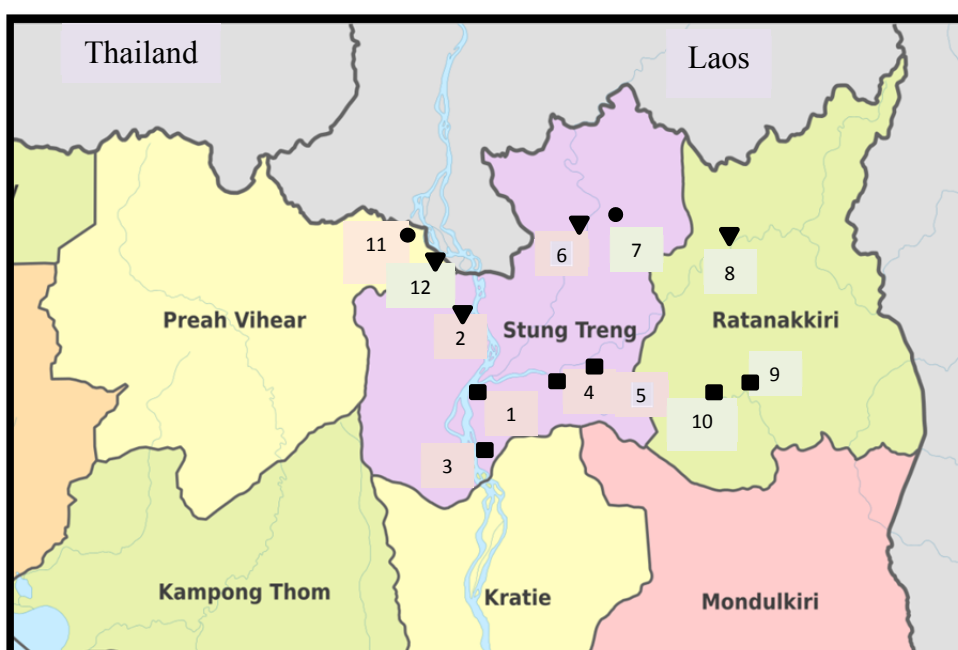 Thailand
Laos
11
6
7
8
12
Preah Vihear
2
Stung Treng
Ratanakkiri
9
4
5
1
10
3
Kampong Thom
Kratie
Mondulkiri